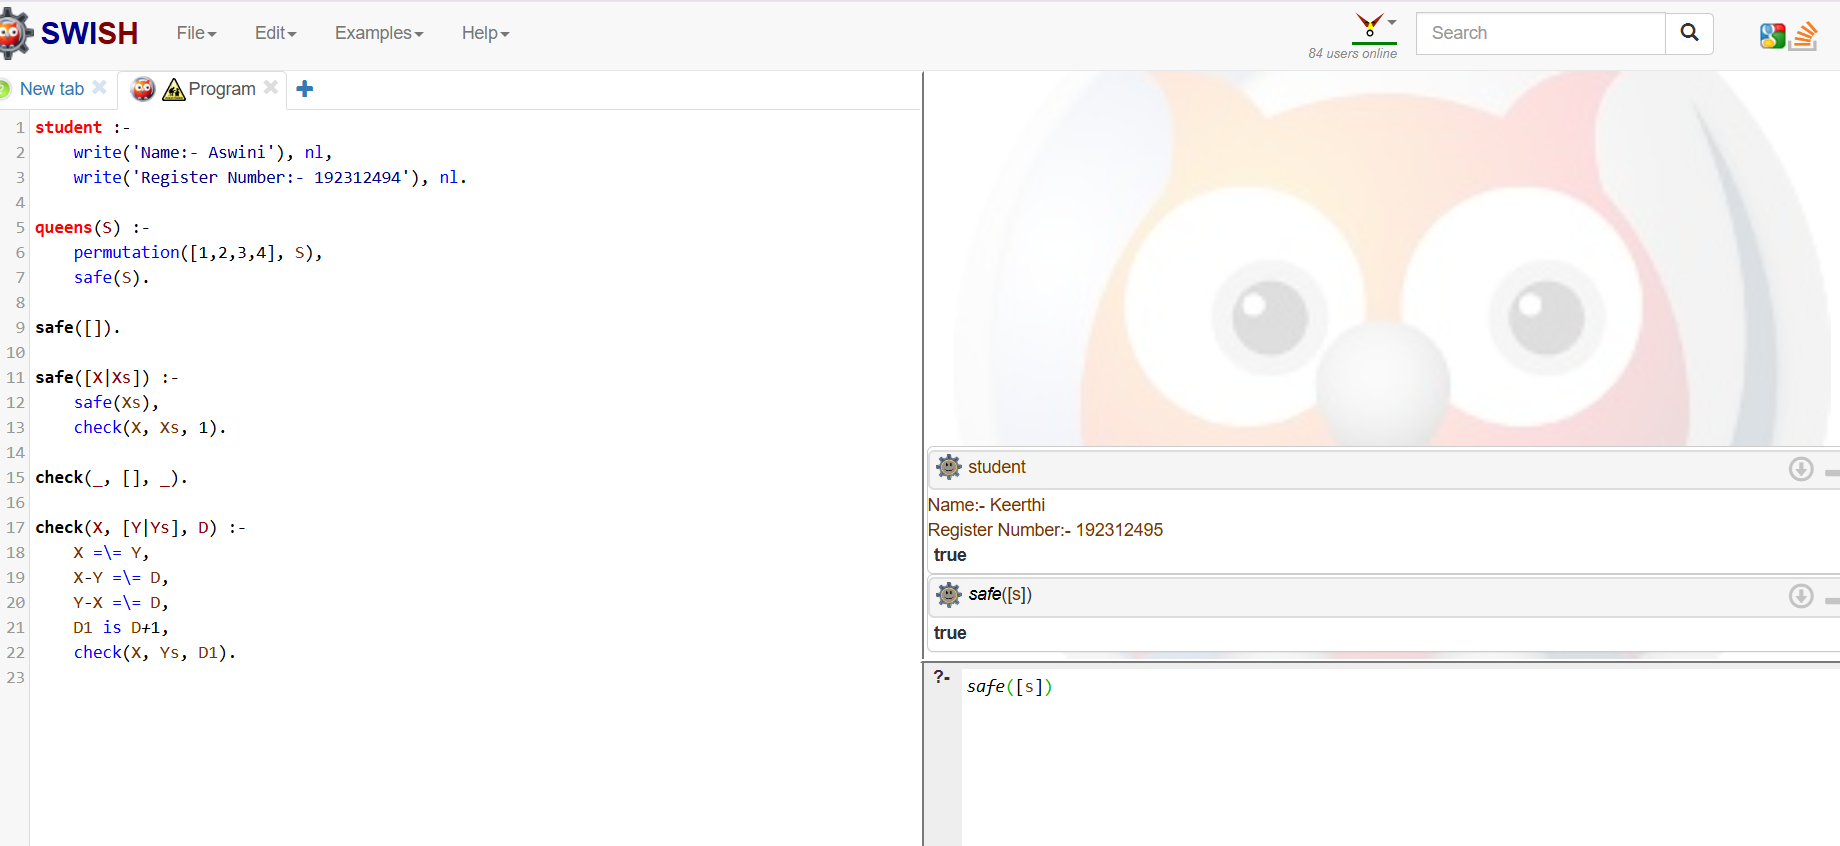 SWISH File Edit Examples Help 84 users online Search
New tab Program
1 student :-
2 write('Name:- Aswini'), nl,
3 write('Register Number:- 192312494'), nl.
4
5 queens(S) :-
6 permutation([1,2,3,4], S),
7 safe(S).
8
9 safe([]).
10
11 safe([X|Xs]) :-
12 safe(Xs),
13 check(X, Xs, 1).
14
15 check(_, [], _).
16
17 check(X, [Y|Ys], D) :-
18 X =\= Y,
19 X-Y =\= D,
20 Y-X =\= D,
21 D1 is D+1,
22 check(X, Ys, D1).
23
student
Name:- Keerthi
Register Number:- 192312495
true
safe([s])
true
?- safe([s])